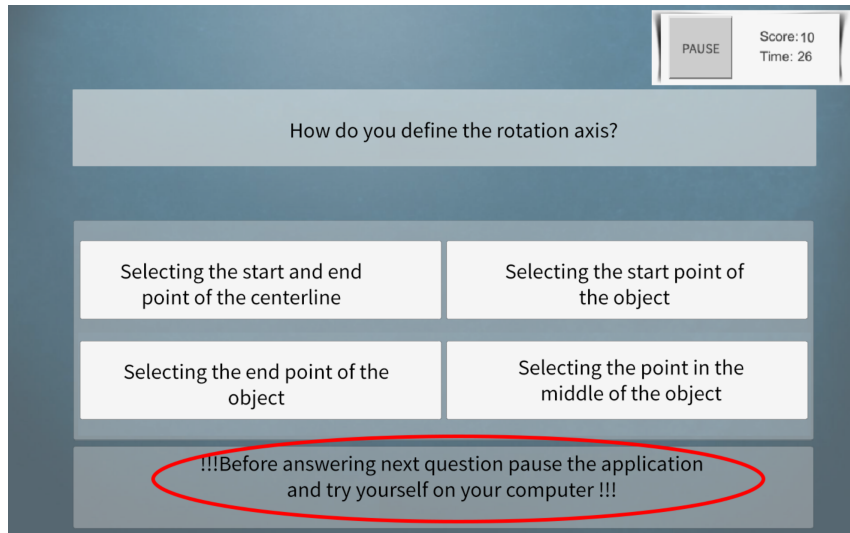 PAUSE
Score: 10
Time: 26
How do you define the rotation axis?
Selecting the start and end
point of the centerline
Selecting the start point of
the object
Selecting the end point of the
object
Selecting the point in the
middle of the object
!!!Before answering next question pause the application
and try yourself on your computer !!!